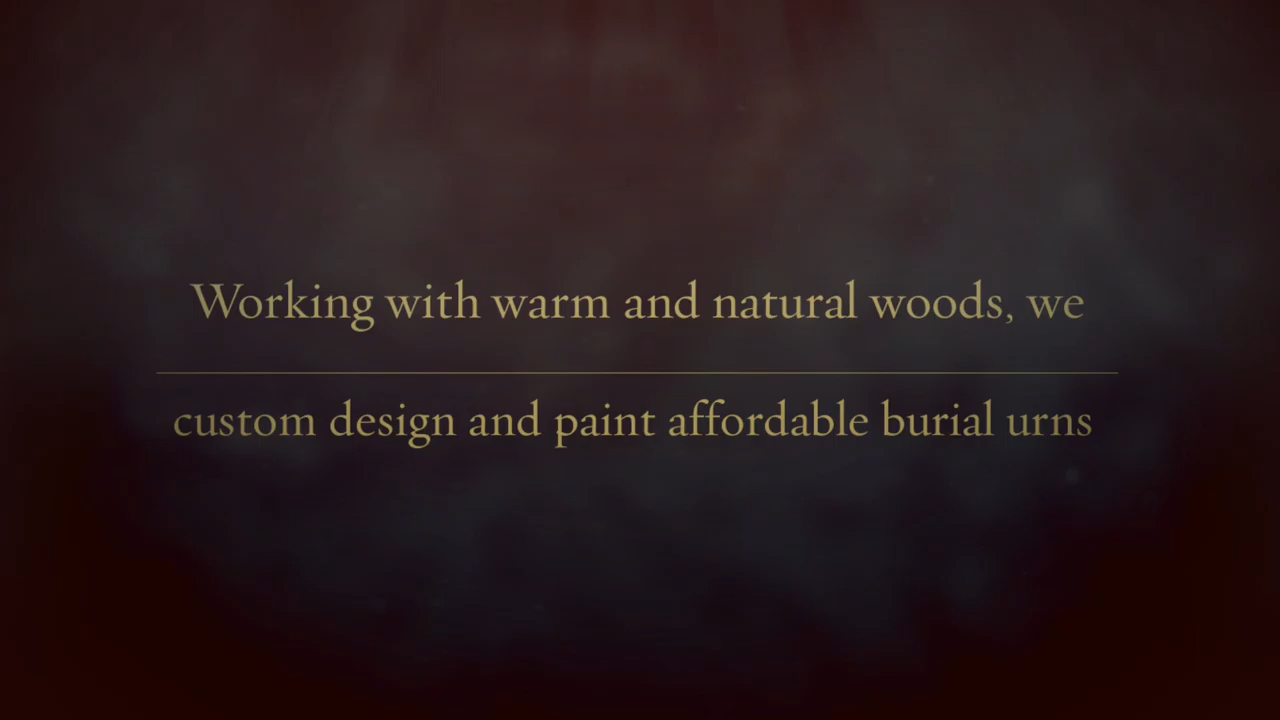 Working with warm and natural woods, we
custom design and paint affordable burial urns